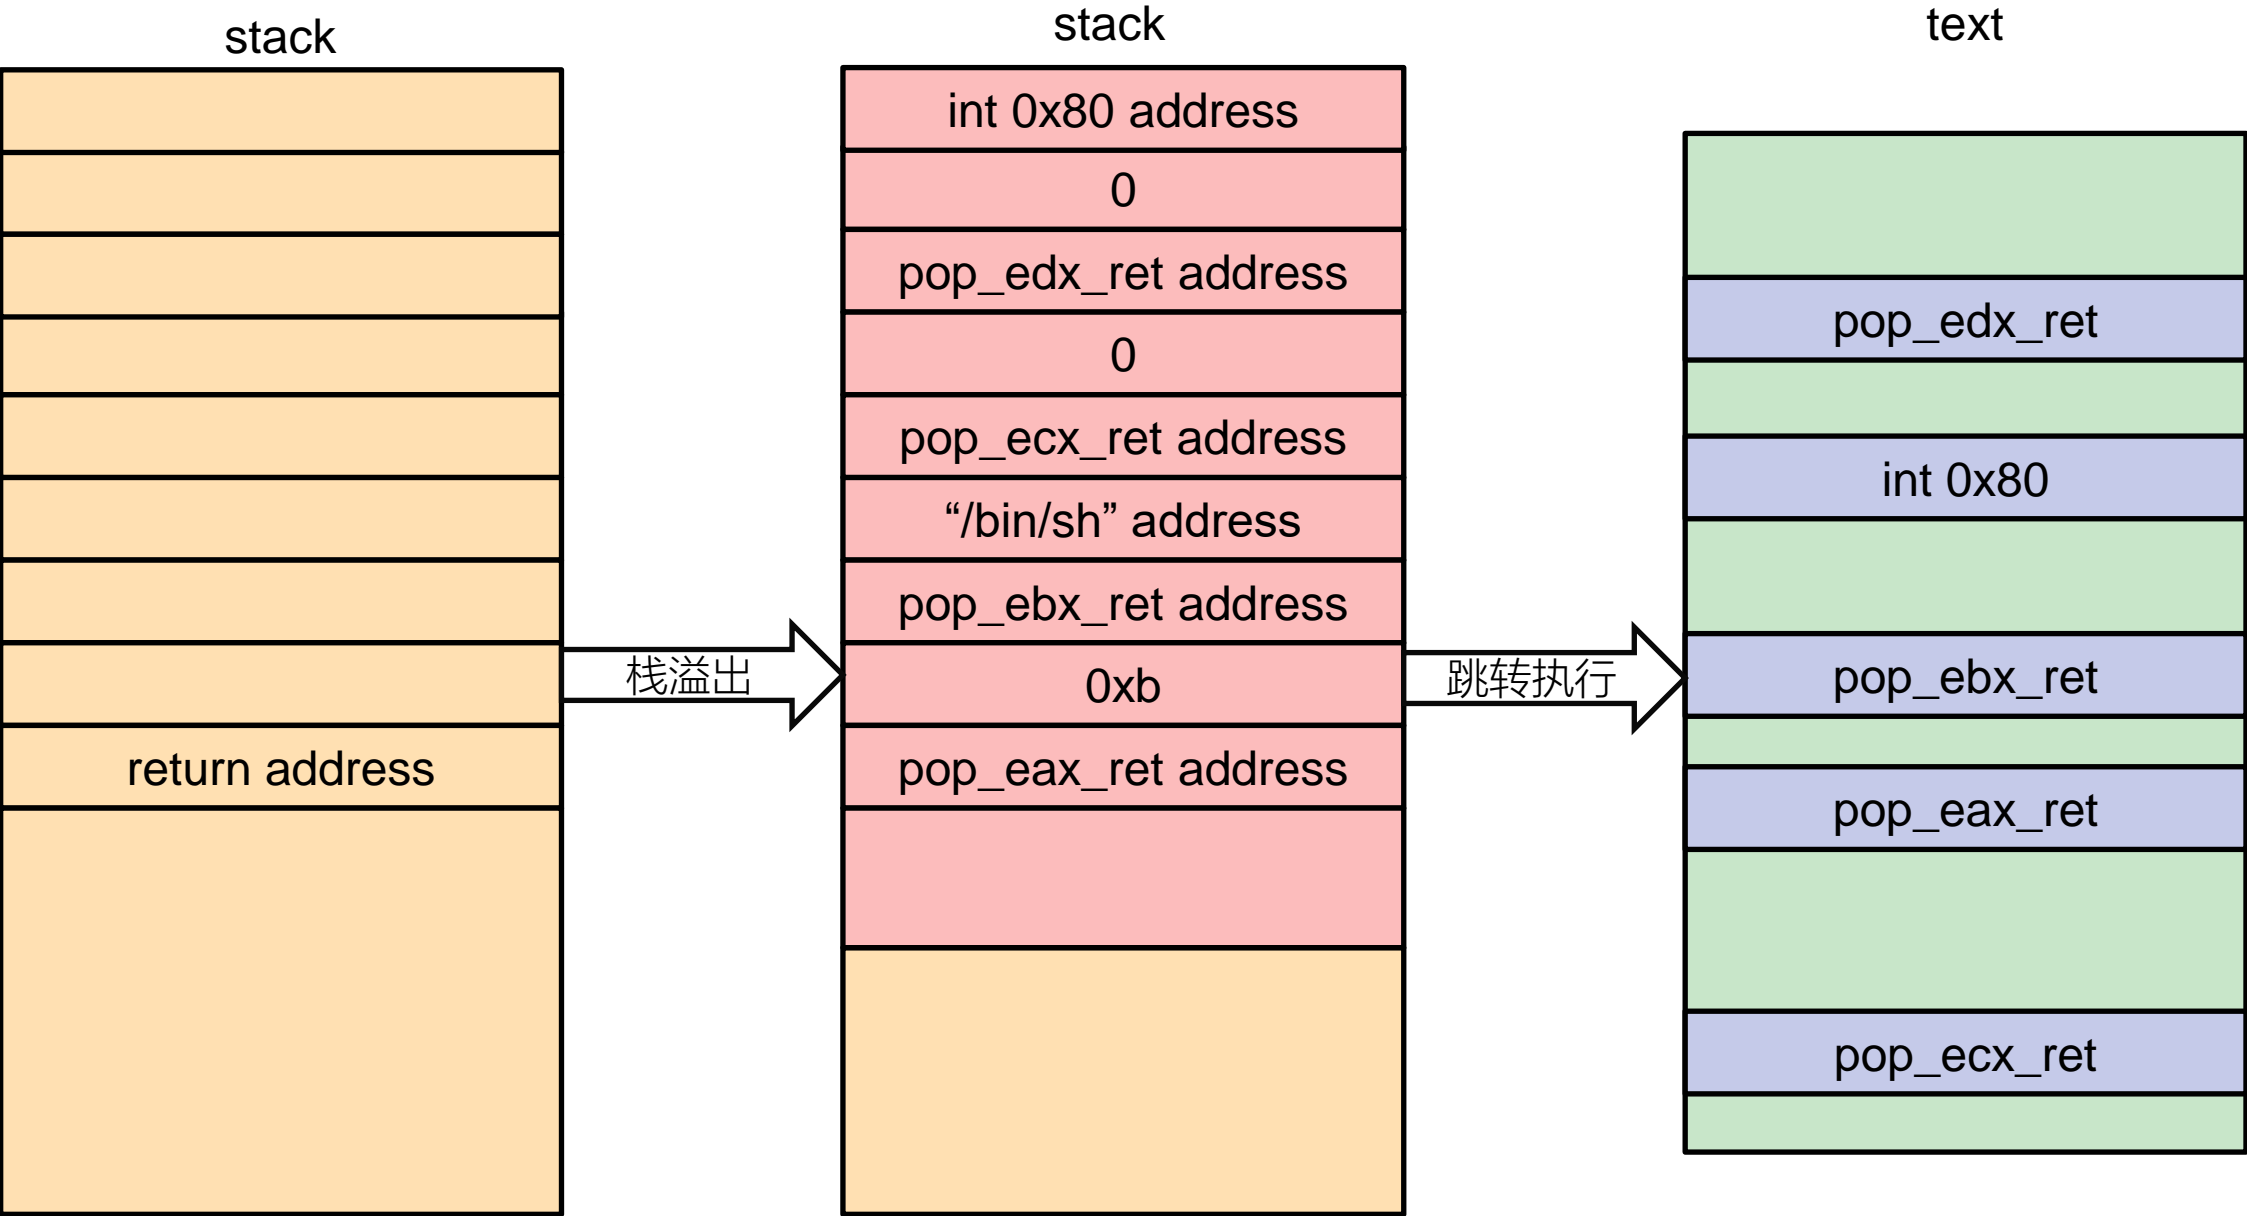 stack
return address
栈溢出
stack
int 0x80 address
0
pop_edx_ret address
0
pop_ecx_ret address
“/bin/sh” address
pop_ebx_ret address
0xb
pop_eax_ret address
跳转执行
text
pop_edx_ret
int 0x80
pop_ebx_ret
pop_eax_ret
pop_ecx_ret